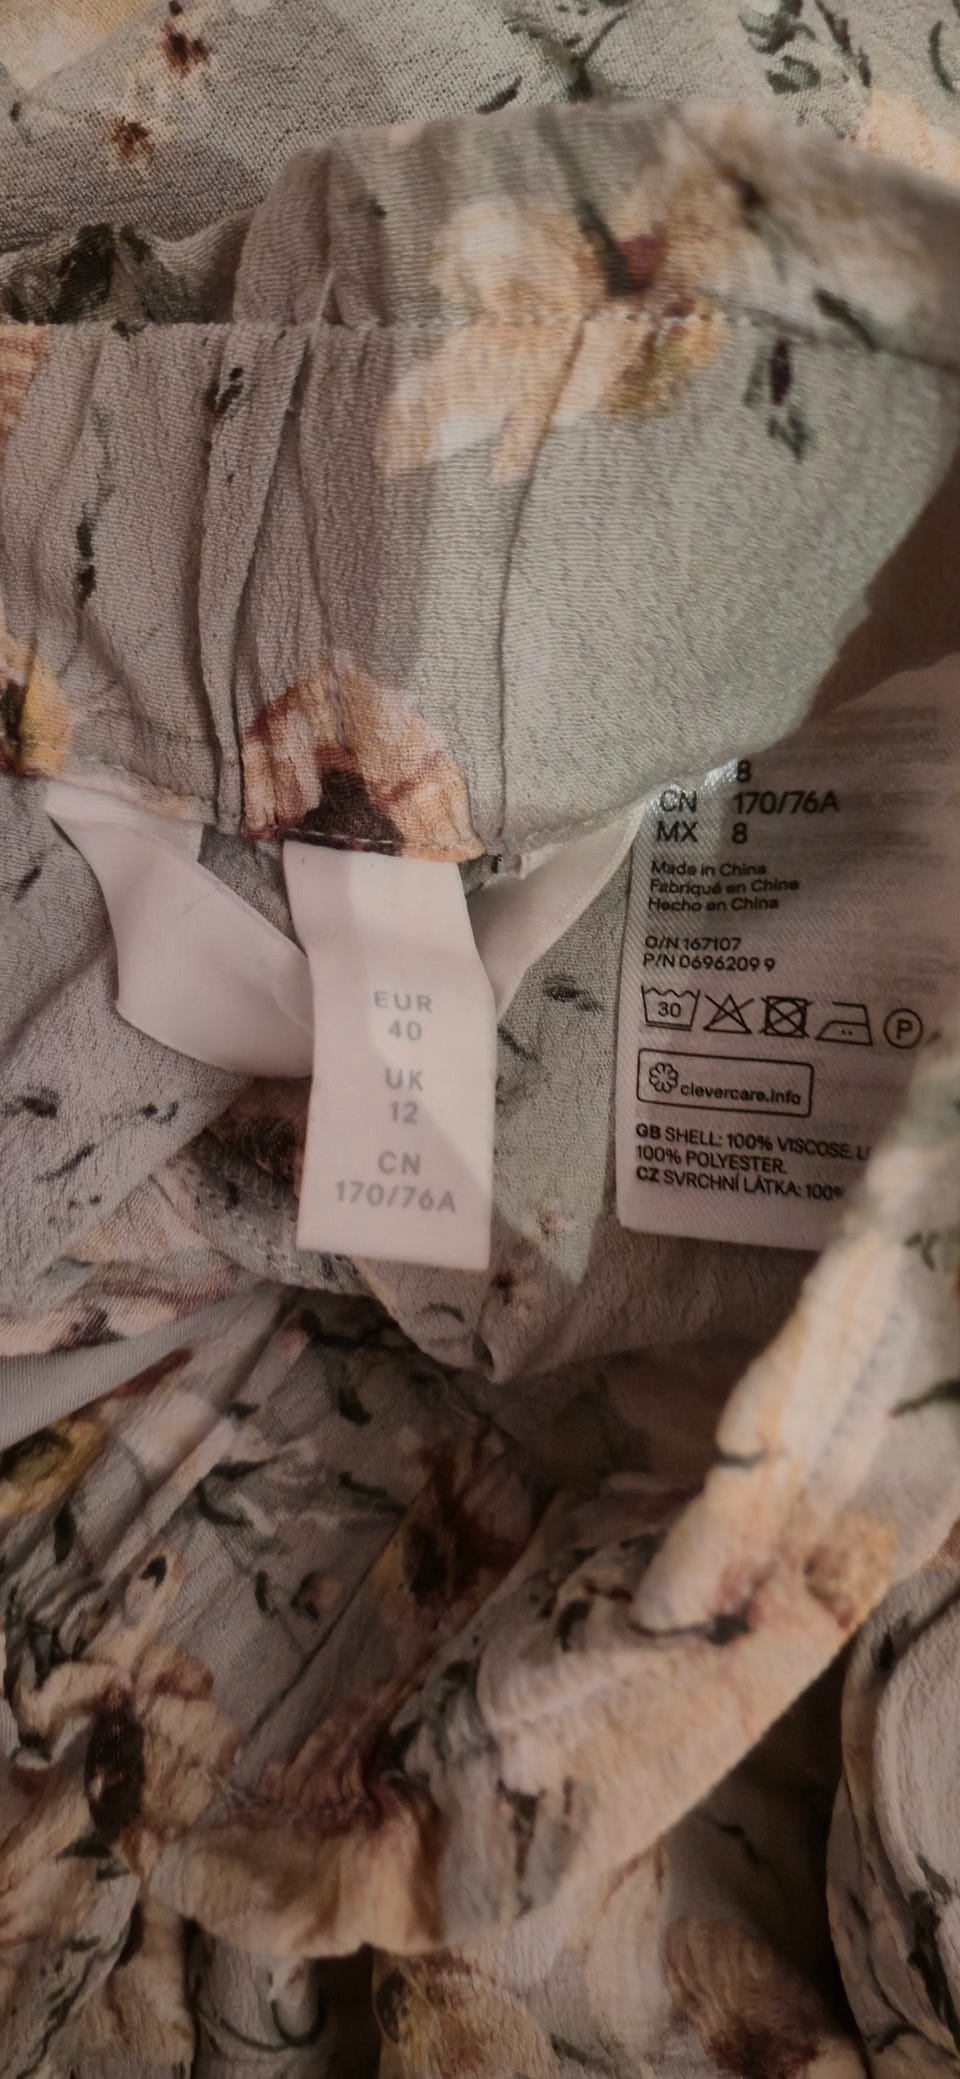 EUR
40
UK
12
CN
170/76A
8
CN 170/76A
MX 8
Made in China
Fabriqué en Chine
Hecho en China
O/N 167107
P/N 0696209 9
30
P
clevercare.info
GB SHELL: 100% VISCOSE.
100% POLYESTER.
CZ SVRCHNÍ LÁTKA: 100%